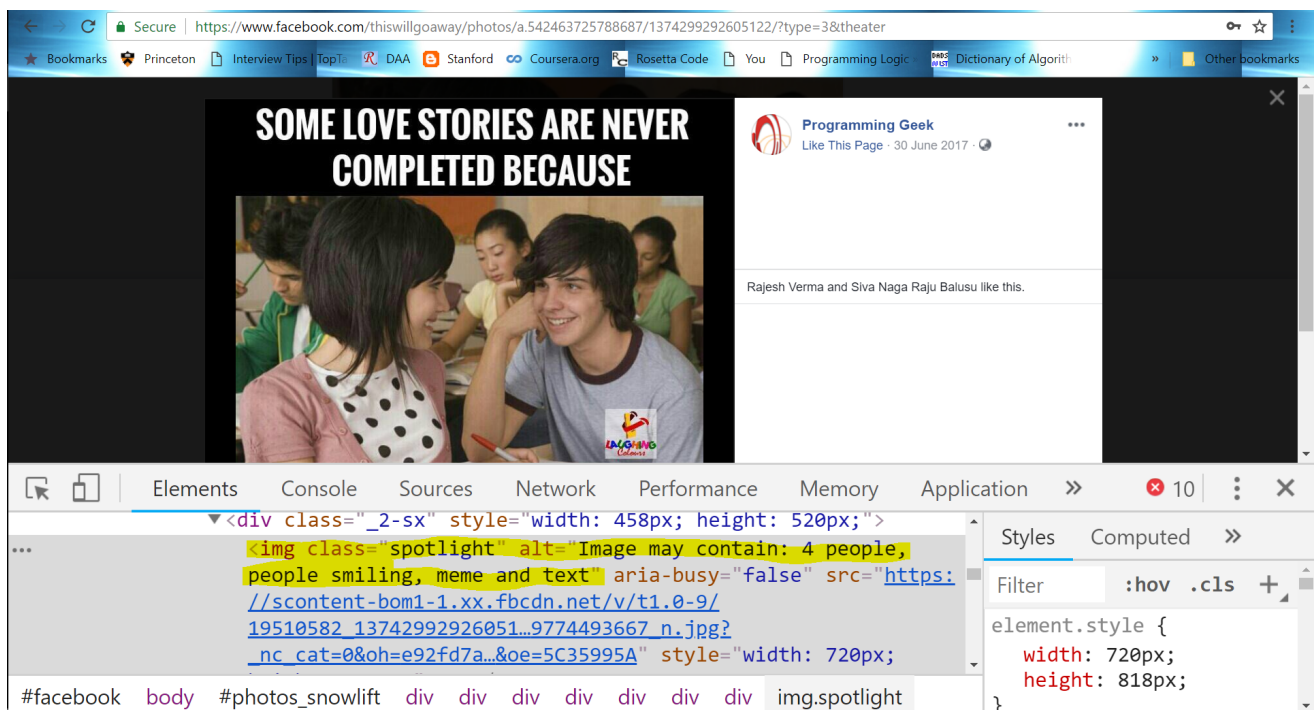 Secure | https://www.facebook.com/thiswillgoaway/photos/a.542463725788687/1374299292605122/?type=3&theater
Bookmarks Princeton Interview Tips | TopTa DAA Stanford Coursera.org Rosetta Code You Programming Logic Dictionary of Algorith » Other bookmarks
SOME LOVE STORIES ARE NEVER
COMPLETED BECAUSE
LAUGHING
Colours
Programming Geek
Like This Page · 30 June 2017 ·
Rajesh Verma and Siva Naga Raju Balusu like this.
Elements Console Sources Network Performance Memory Application » 10
<div class="_2-sx" style="width: 458px; height: 520px;">
<img class="spotlight" alt="Image may contain: 4 people,
people smiling, meme and text" aria-busy="false" src="https:
//scontent-bom1-1.xx.fbcdn.net/v/t1.0-9/
19510582_13742992926051…9774493667_n.jpg?
_nc_cat=0&oh=e92fd7a…&oe=5C35995A" style="width: 720px;
#facebook body #photos_snowlift div div div div div div div img.spotlight
Styles Computed »
Filter :hov .cls +
element.style {
width: 720px;
height: 818px;
}